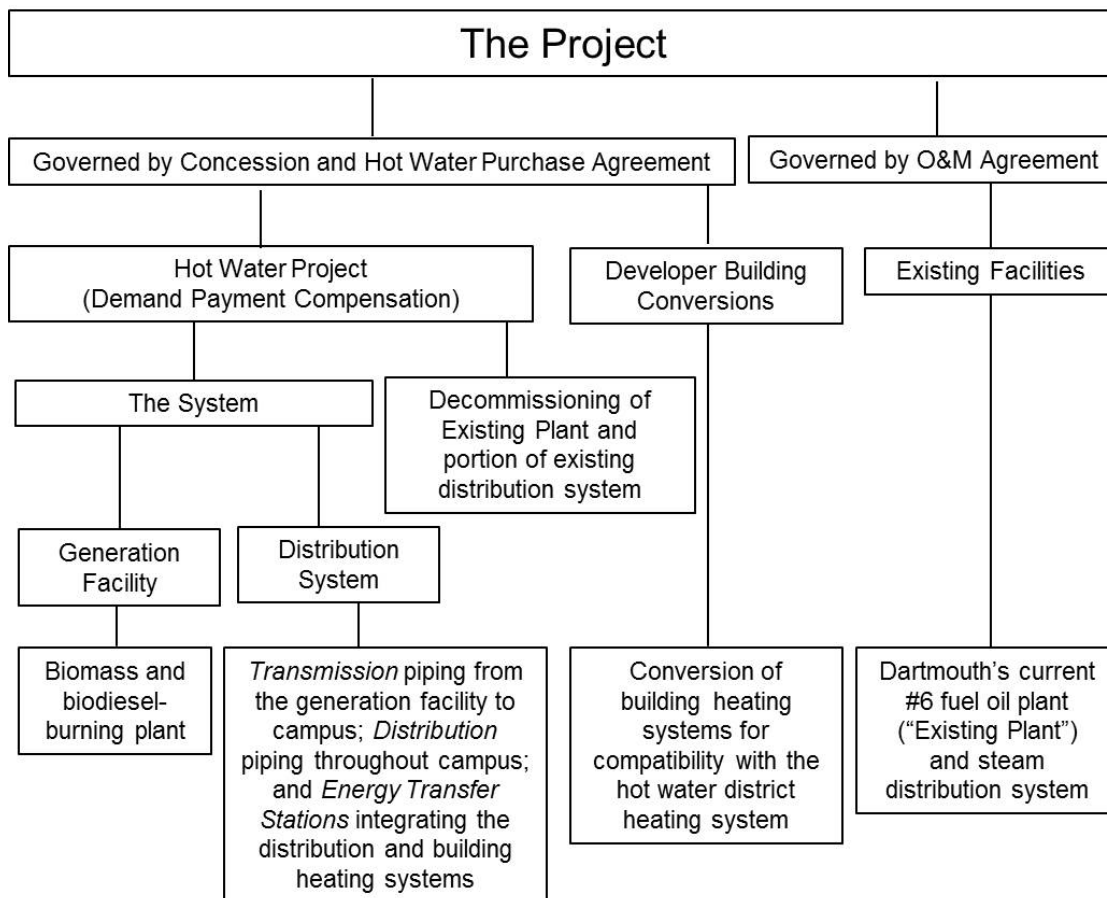 The Project
Governed by Concession and Hot Water Purchase Agreement
Governed by O&M Agreement
Hot Water Project
(Demand Payment Compensation)
Developer Building
Conversions
Existing Facilities
The System
Decommissioning of
Existing Plant and
portion of existing
distribution system
Generation
Facility
Distribution
System
Biomass and
biodiesel-
burning plant
Transmission piping from
the generation facility to
campus; Distribution
piping throughout campus;
and Energy Transfer
Stations integrating the
distribution and building
heating systems
Conversion of
building heating
systems for
compatibility with the
hot water district
heating system
Dartmouth's current
#6 fuel oil plant
("Existing Plant")
and steam
distribution system